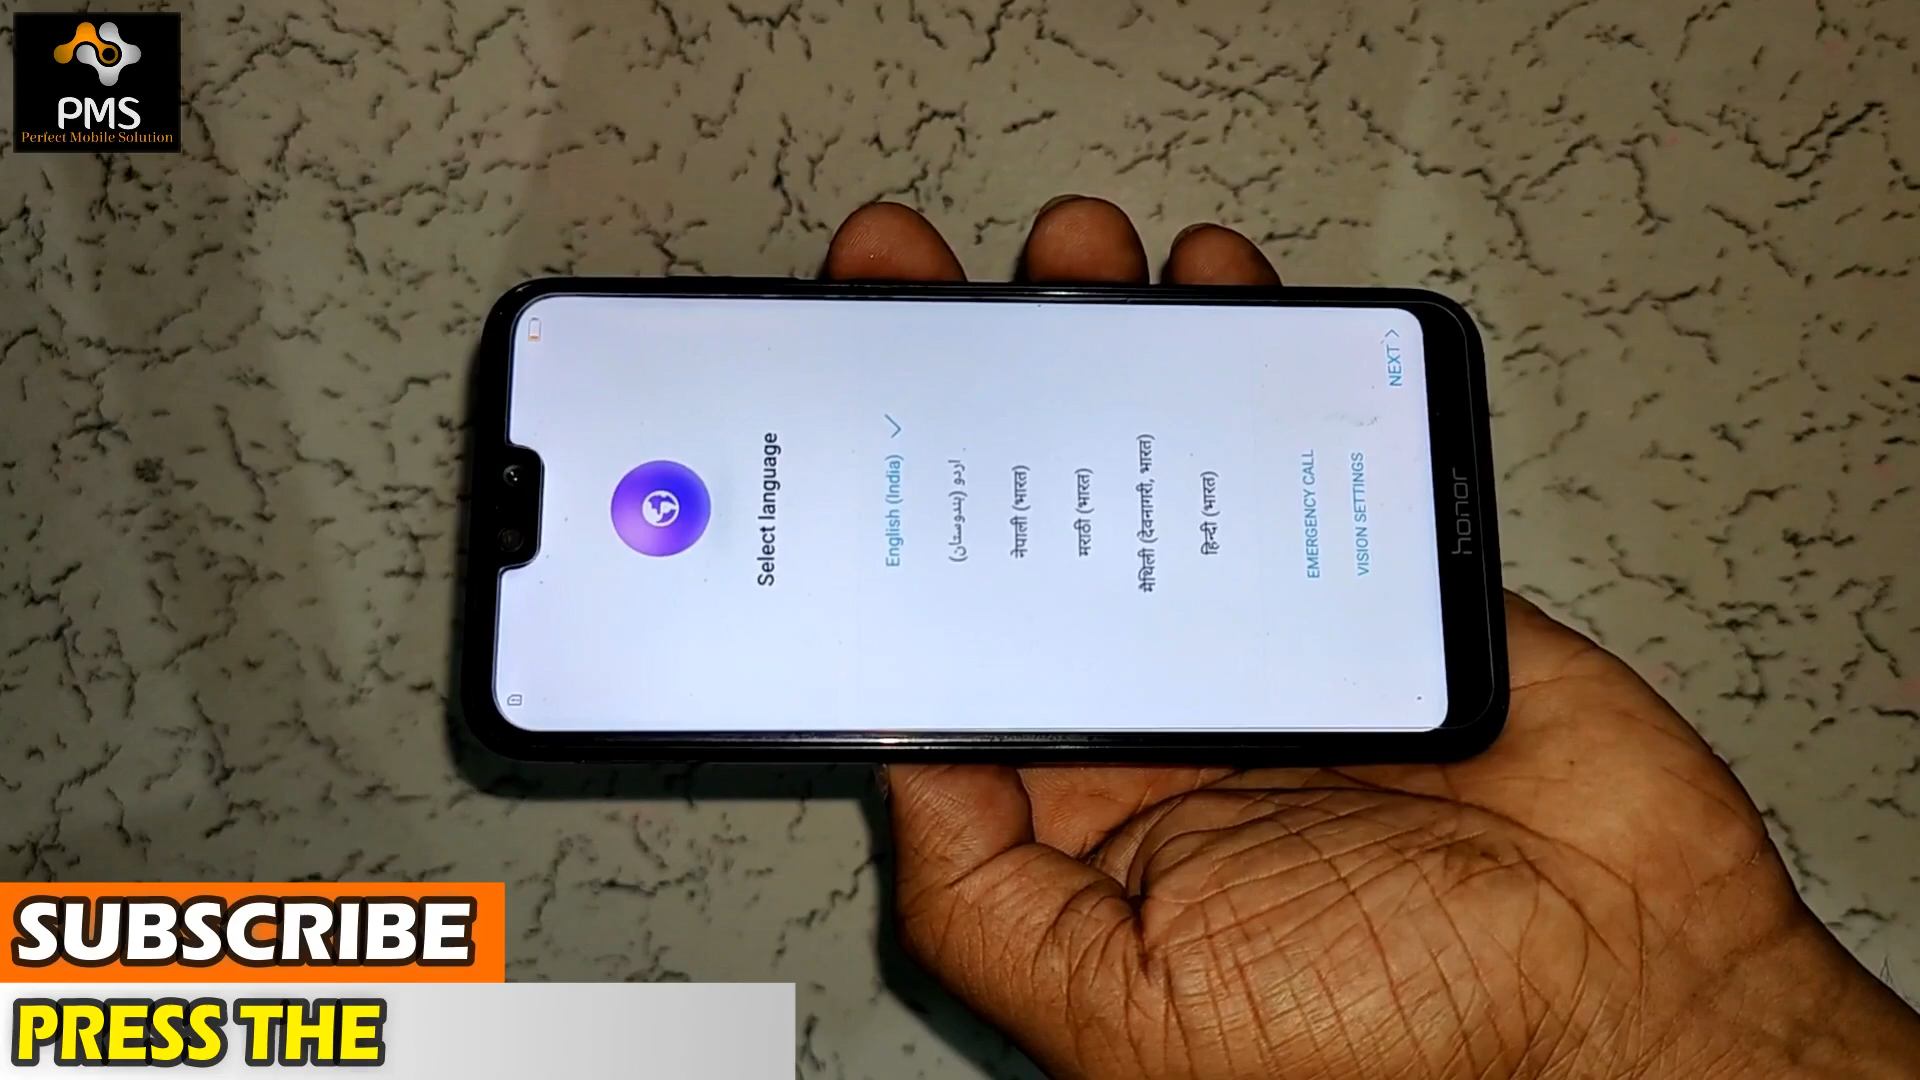 PMS
Perfect Mobile Solution
Select language
English (India)
اردو (ہندوستان)
नेपाली (भारत)
मराठी (भारत)
मैथिली (देवनागरी, भारत)
हिन्दी (भारत)
EMERGENCY CALL
VISION SETTINGS
NEXT >
honor
SUBSCRIBE
PRESS THE